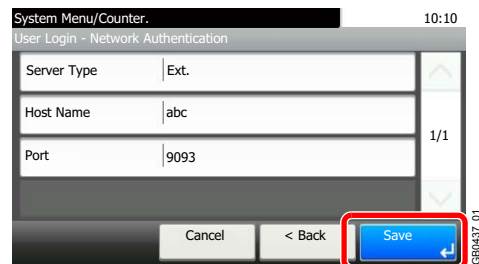 System Menu/Counter. 10:10
User Login - Network Authentication
Server Type Ext.
Host Name abc
1/1
Port 9093
Cancel < Back Save
GB0437_01